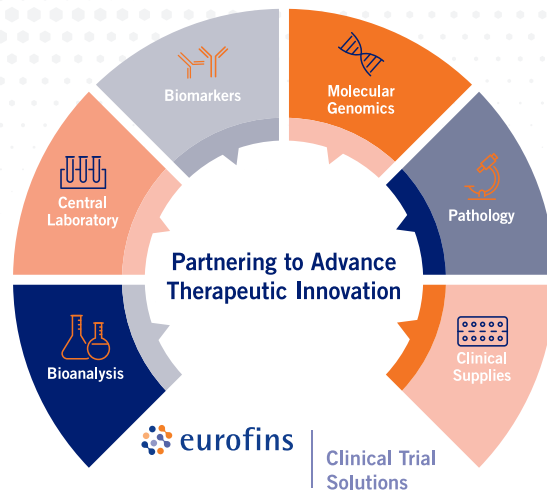 Biomarkers
Molecular
Genomics
Central
Laboratory
Pathology
Partnering to Advance
Therapeutic Innovation
Bioanalysis
Clinical
Supplies
eurofins
Clinical Trial
Solutions